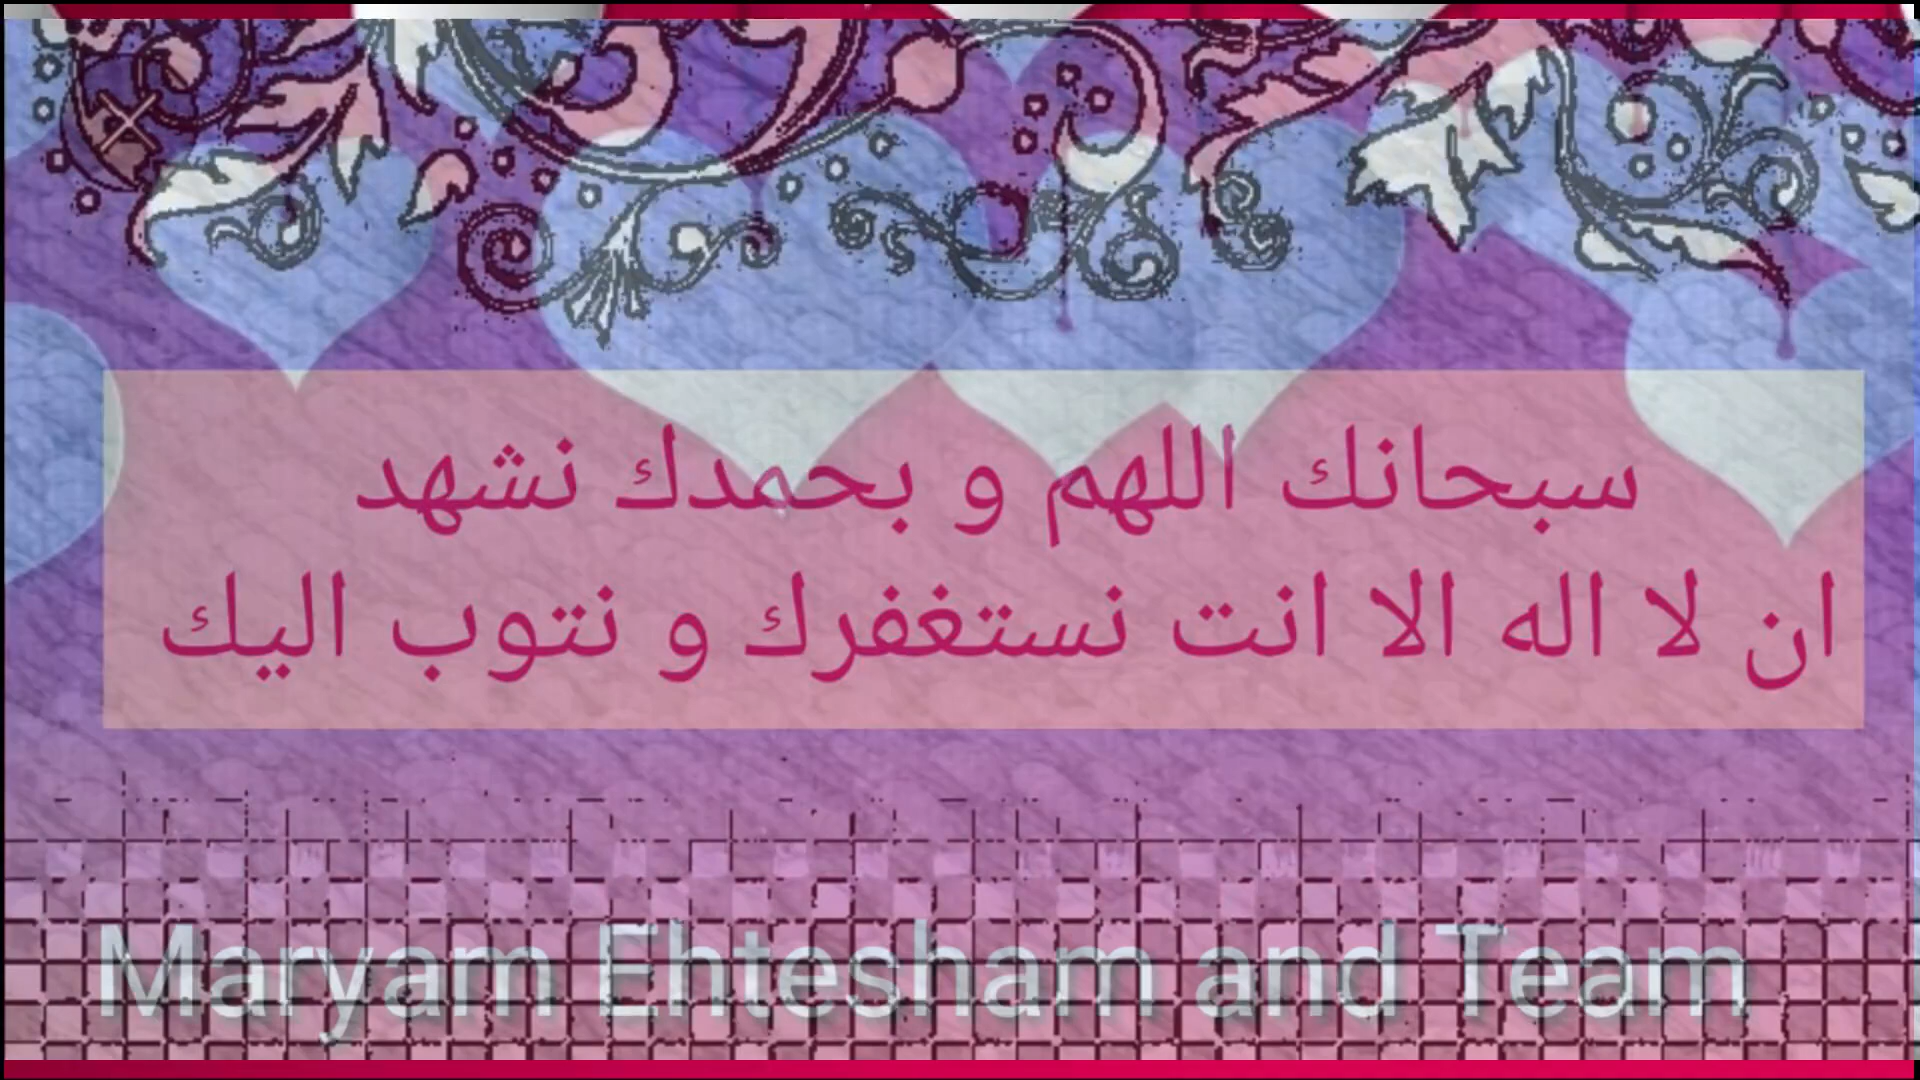 سبحانك اللهم و بحمدك نشهد
ان لا اله الا انت نستغفرك و نتوب اليك
Maryam Ehtesham and Team